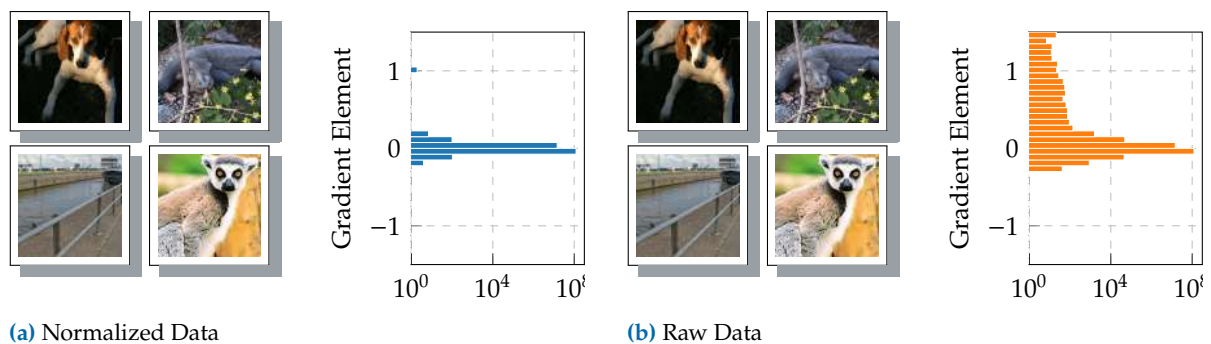 Gradient Element
1
0
−1
10^0 10^4 10^8
(a) Normalized Data
Gradient Element
1
0
−1
10^0 10^4 10^8
(b) Raw Data